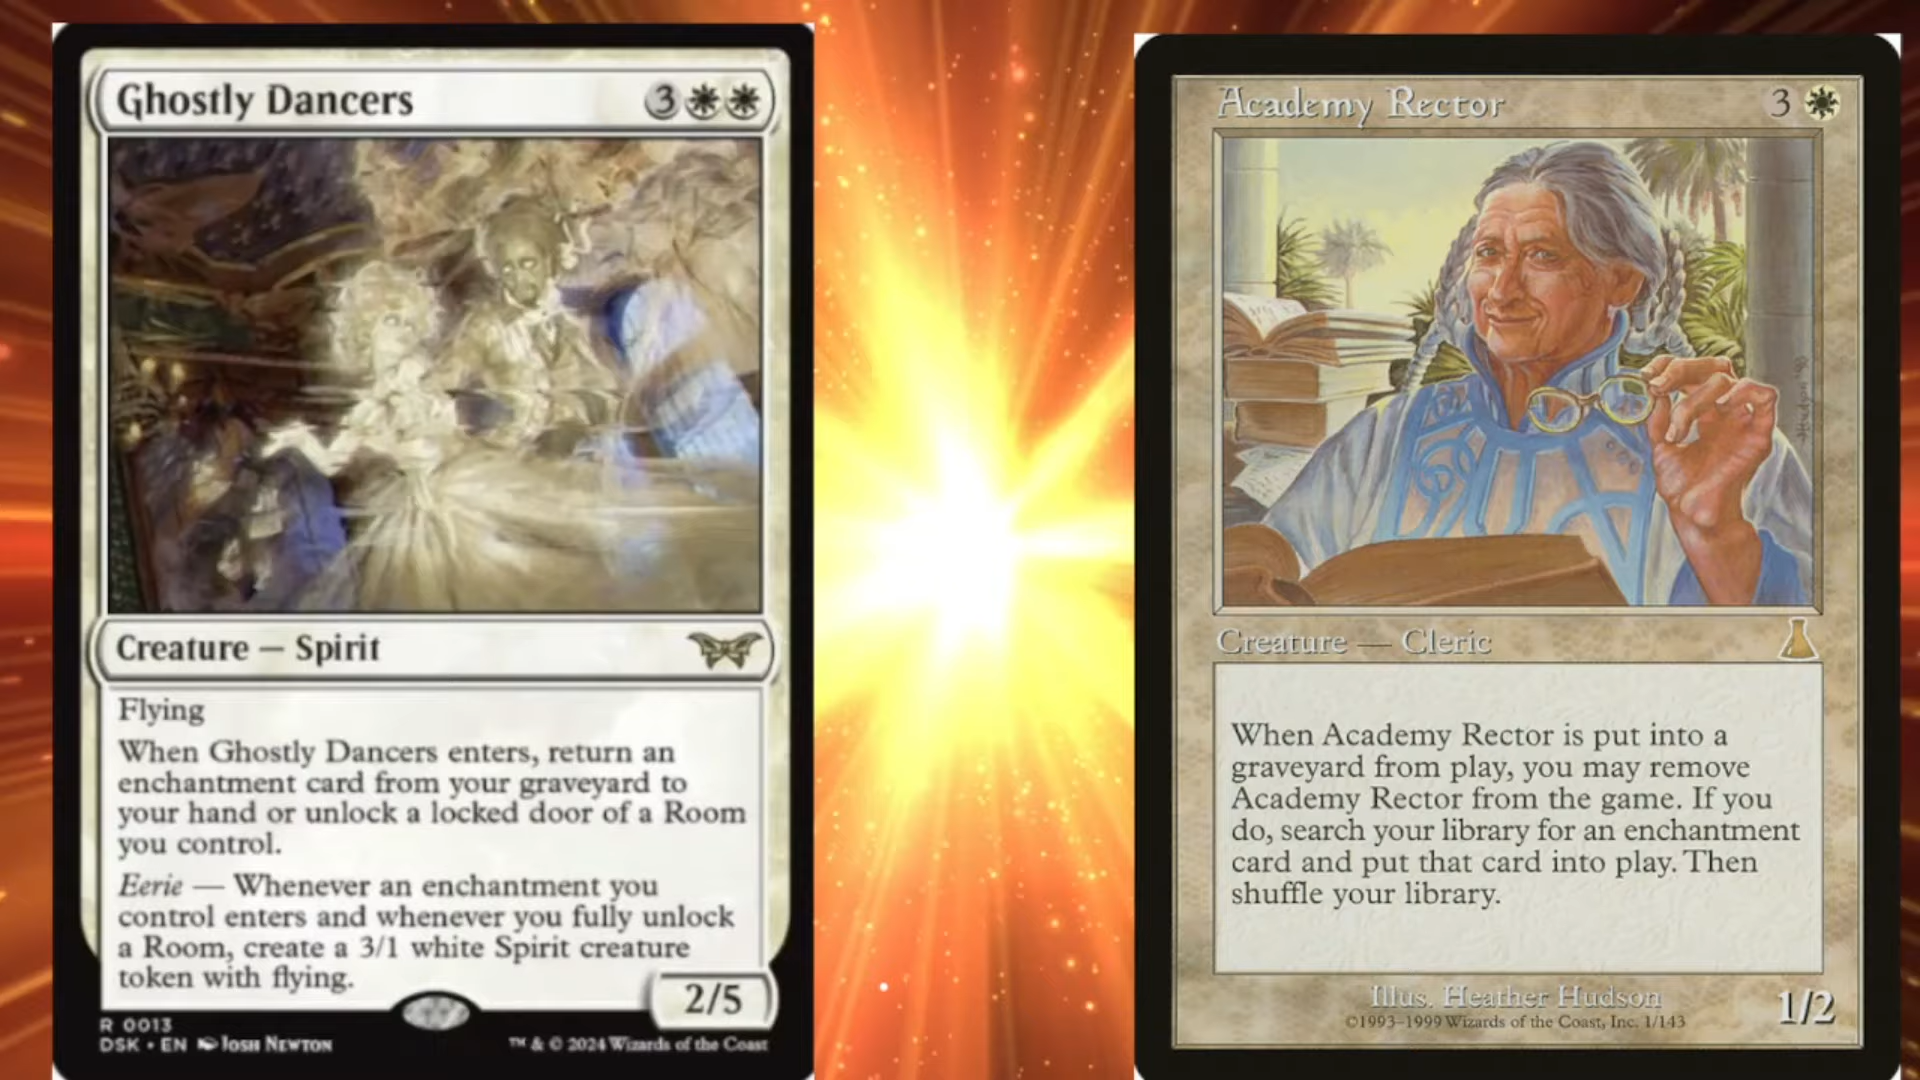 Ghostly Dancers 3
Creature — Spirit
Flying
When Ghostly Dancers enters, return an
enchantment card from your graveyard to
your hand or unlock a locked door of a Room
you control.
Eerie — Whenever an enchantment you
control enters and whenever you fully unlock
a Room, create a 3/1 white Spirit creature
token with flying.
2/5
R 0013
DSK • EN Josh Newton
™ & © 2024 Wizards of the Coast
Academy Rector 3
Creature — Cleric
When Academy Rector is put into a
graveyard from play, you may remove
Academy Rector from the game. If you
do, search your library for an enchantment
card and put that card into play. Then
shuffle your library.
Illus. Heather Hudson
©1993–1999 Wizards of the Coast, Inc. 1/143
1/2